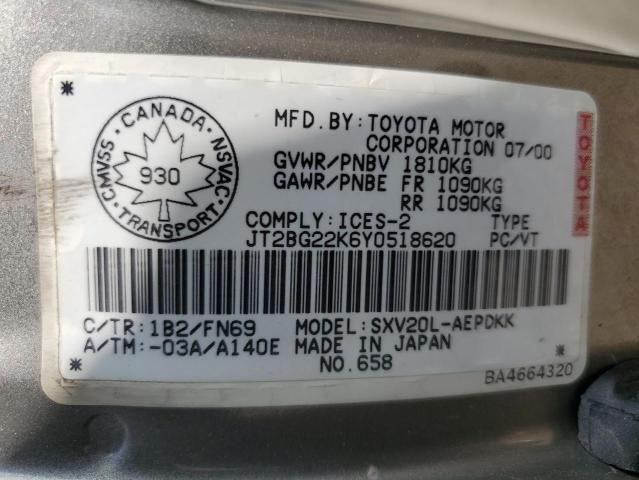 * CANADA
CMVSS 930 NSVAC
TRANSPORT
MFD.BY:TOYOTA MOTOR
CORPORATION 07/00
GVWR/PNBV 1810KG
GAWR/PNBE FR 1090KG
RR 1090KG
COMPLY:ICES-2 TYPE
JT2BG22K6Y0518620 PC/VT
TOYOTA
C/TR:1B2/FN69 MODEL:SXV20L-AEPDKK
A/TM:-03A/A140E MADE IN JAPAN
* NO.658 *
BA4664320